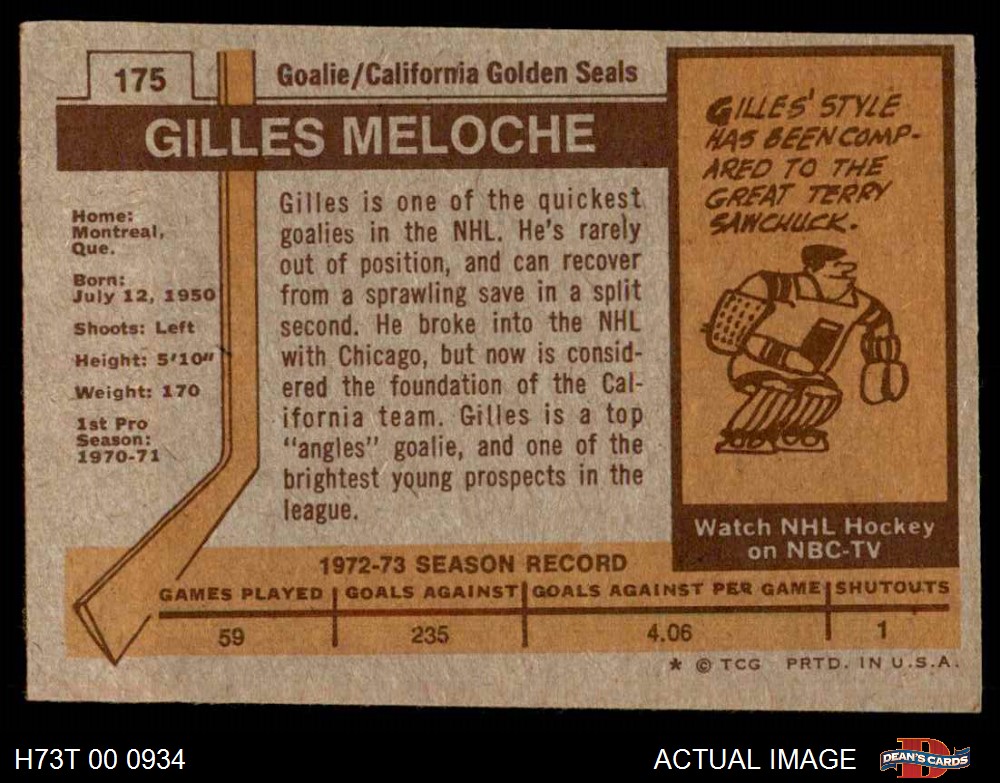 175
Goalie/California Golden Seals
GILLES MELOCHE
Home:
Montreal,
Que.
Born:
July 12, 1950
Shoots: Left
Height: 5'10"
Weight: 170
1st Pro
Season:
1970-71
Gilles is one of the quickest
goalies in the NHL. He's rarely
out of position, and can recover
from a sprawling save in a split
second. He broke into the NHL
with Chicago, but now is consid-
ered the foundation of the Cal-
ifornia team. Gilles is a top
"angles" goalie, and one of the
brightest young prospects in the
league.
GILLES' STYLE
HAS BEEN COMP-
ARED TO THE
GREAT TERRY
SAWCHUCK.
Watch NHL Hockey
on NBC-TV
1972-73 SEASON RECORD
GAMES PLAYED GOALS AGAINST GOALS AGAINST PER GAME SHUTOUTS
59 235 4.06 1
* © TCG PRTD. IN U.S.A.
H73T 00 0934
ACTUAL IMAGE
DEAN'S CARDS